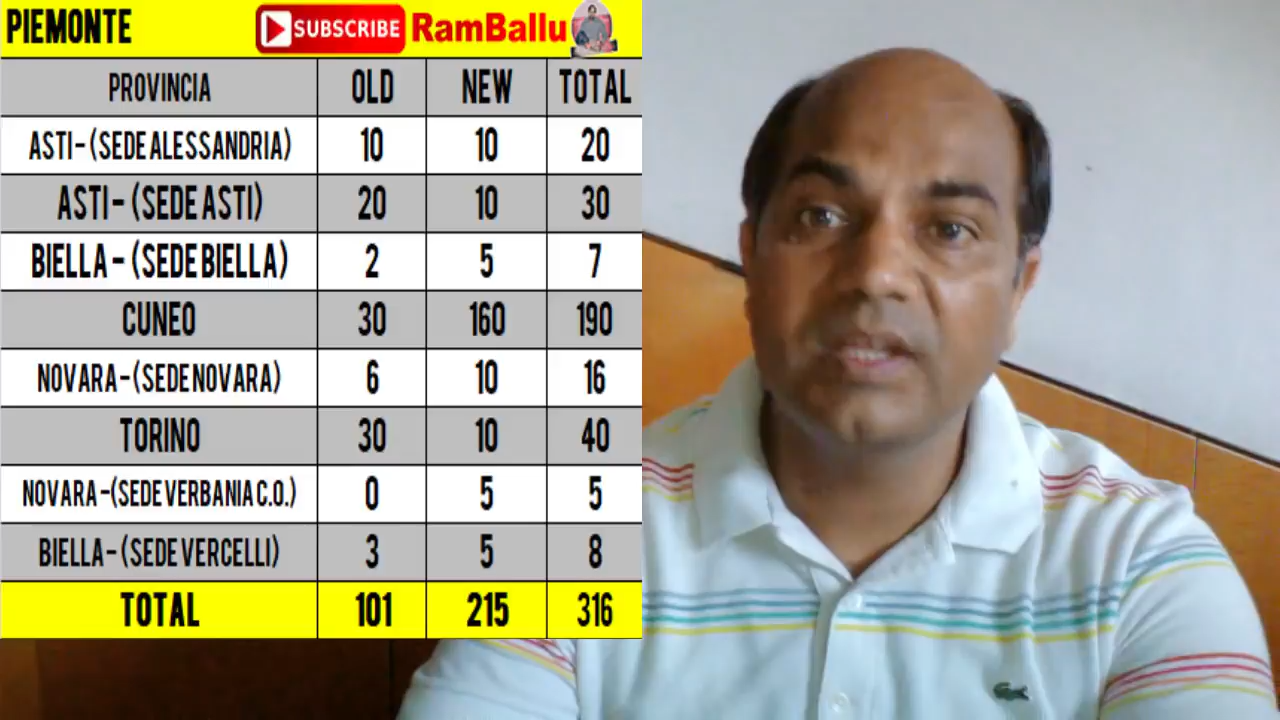 PIEMONTE SUBSCRIBE RamBallu
PROVINCIA OLD NEW TOTAL
ASTI-(SEDE ALESSANDRIA) 10 10 20
ASTI- (SEDE ASTI) 20 10 30
BIELLA - (SEDE BIELLA) 2 5 7
CUNEO 30 160 190
NOVARA-(SEDE NOVARA) 6 10 16
TORINO 30 10 40
NOVARA-(SEDE VERBANIA C.O.) 0 5 5
BIELLA-(SEDE VERCELLI) 3 5 8
TOTAL 101 215 316